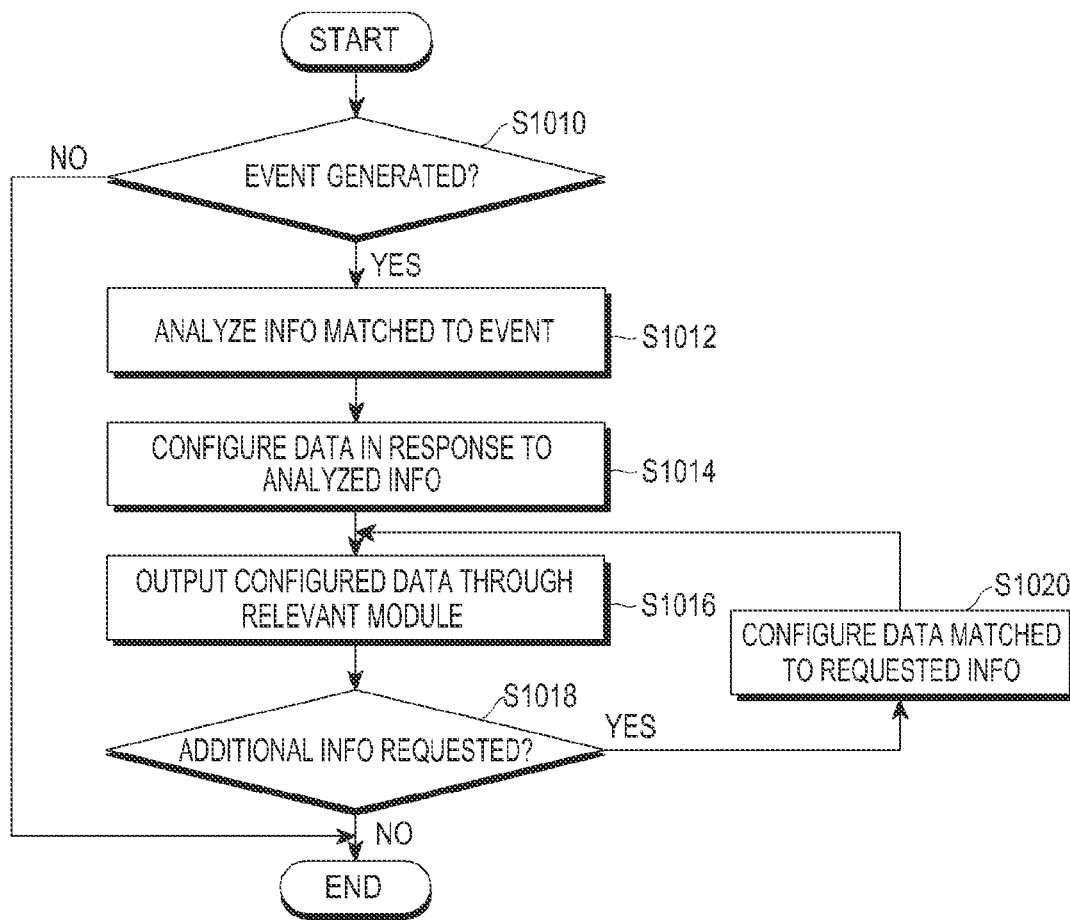 START
S1010
NO
EVENT GENERATED?
YES
ANALYZE INFO MATCHED TO EVENT
S1012
CONFIGURE DATA IN RESPONSE TO
ANALYZED INFO
S1014
OUTPUT CONFIGURED DATA THROUGH
RELEVANT MODULE
S1016
S1020
CONFIGURE DATA MATCHED
TO REQUESTED INFO
S1018
YES
ADDITIONAL INFO REQUESTED?
NO
END